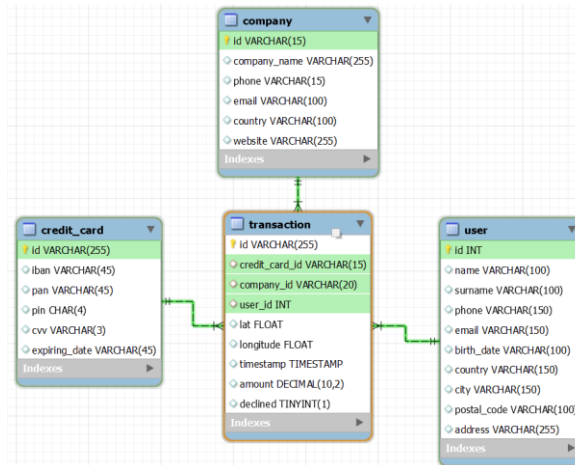 company
id VARCHAR(15)
company_name VARCHAR(255)
phone VARCHAR(15)
email VARCHAR(100)
country VARCHAR(100)
website VARCHAR(255)
Indexes
credit_card
id VARCHAR(255)
iban VARCHAR(45)
pan VARCHAR(45)
pin CHAR(4)
cvv VARCHAR(3)
expiring_date VARCHAR(45)
Indexes
transaction
id VARCHAR(255)
credit_card_id VARCHAR(15)
company_id VARCHAR(20)
user_id INT
lat FLOAT
longitude FLOAT
timestamp TIMESTAMP
amount DECIMAL(10,2)
declined TINYINT(1)
Indexes
user
id INT
name VARCHAR(100)
surname VARCHAR(100)
phone VARCHAR(150)
email VARCHAR(150)
birth_date VARCHAR(100)
country VARCHAR(150)
city VARCHAR(150)
postal_code VARCHAR(100)
address VARCHAR(255)
Indexes